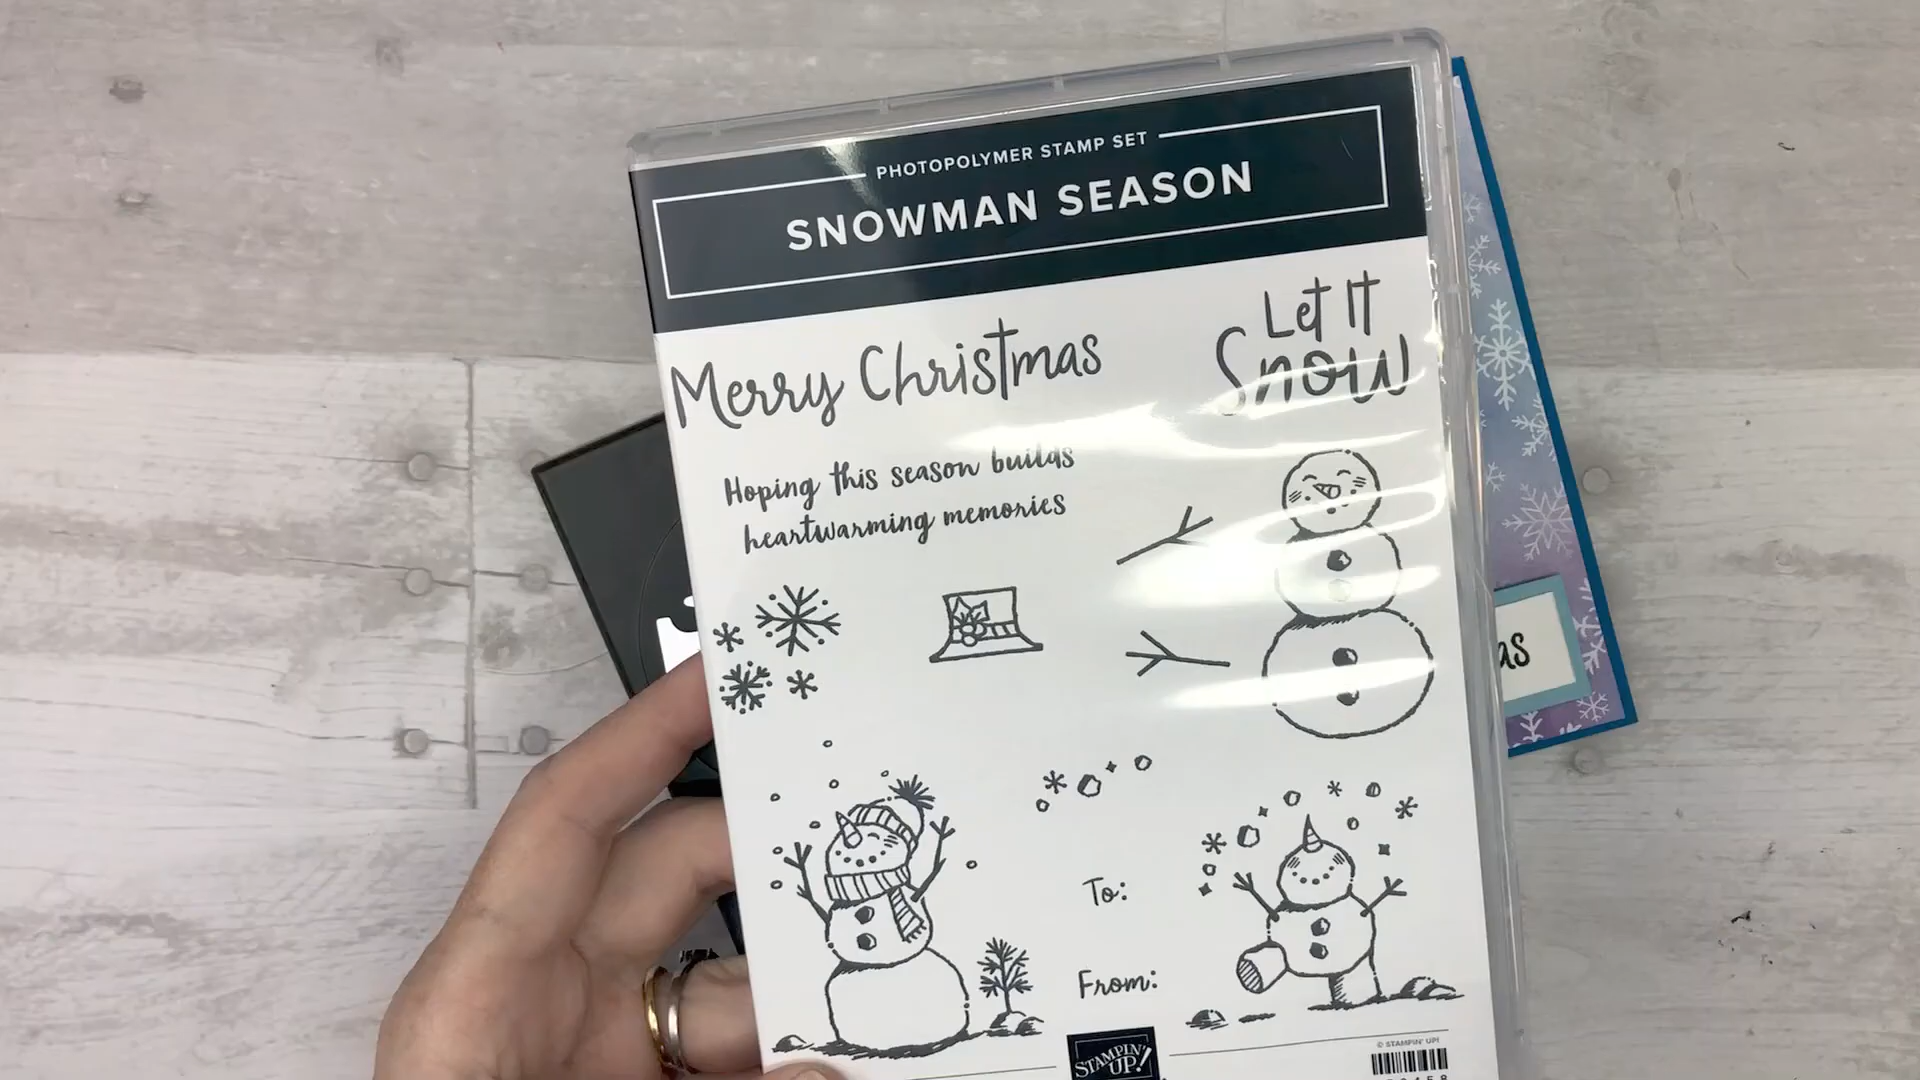 PHOTOPOLYMER STAMP SET
SNOWMAN SEASON
Merry Christmas
Let It
Snow
Hoping this season builds
heartwarming memories
To:
From:
STAMPIN' UP!
© STAMPIN' UP!
as